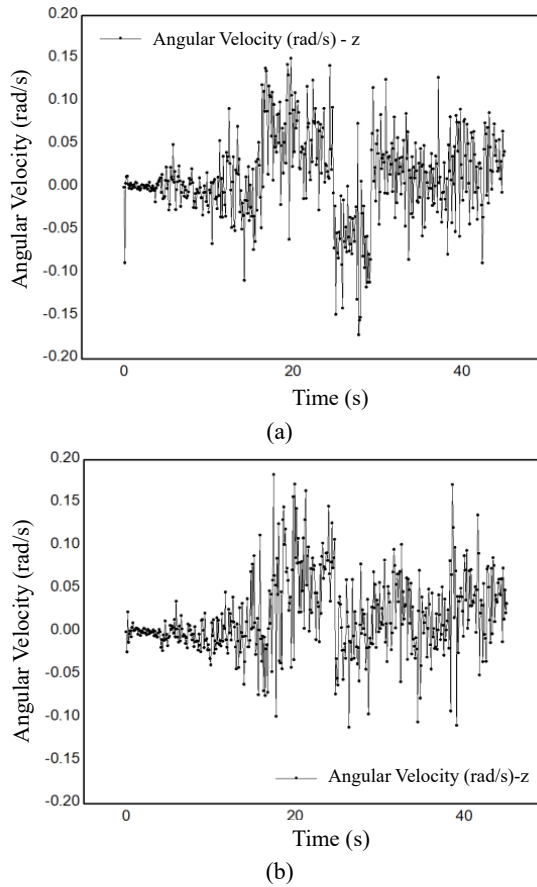 0.20
Angular Velocity (rad/s) - z
0.15
0.10
0.05
0.00
-0.05
-0.10
-0.15
-0.20
Angular Velocity (rad/s)
0 20 40
Time (s)
(a)
0.20
0.15
0.10
0.05
0.00
-0.05
-0.10
-0.15
-0.20
Angular Velocity (rad/s)
Angular Velocity (rad/s)-z
0 20 40
Time (s)
(b)